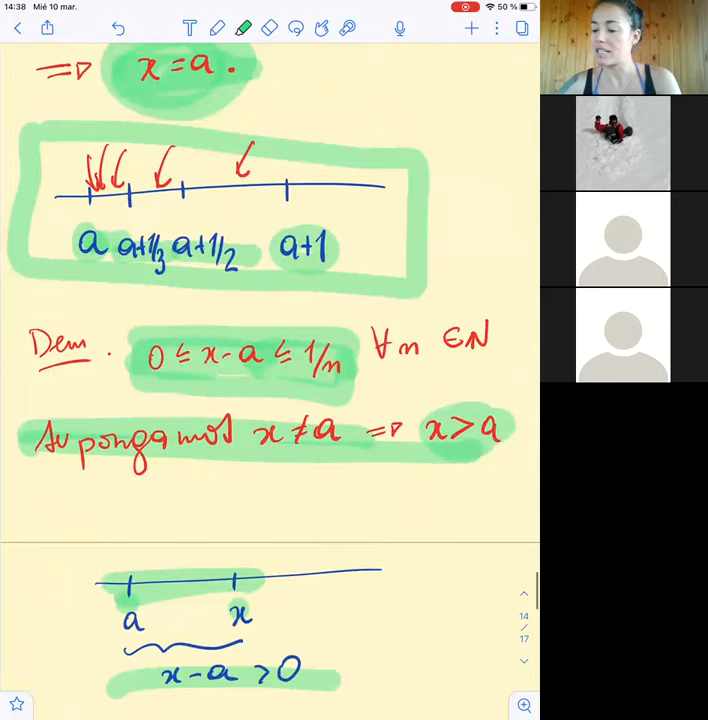 14:38 Mié 10 mar.
50 %
=> x = a.
a a+1/3 a+1/2 a+1
Dem. 0 ≤ x-a ≤ 1/n ∀n ∈ N
Supongamos x ≠ a => x > a
a x
x-a > 0
14
/
17